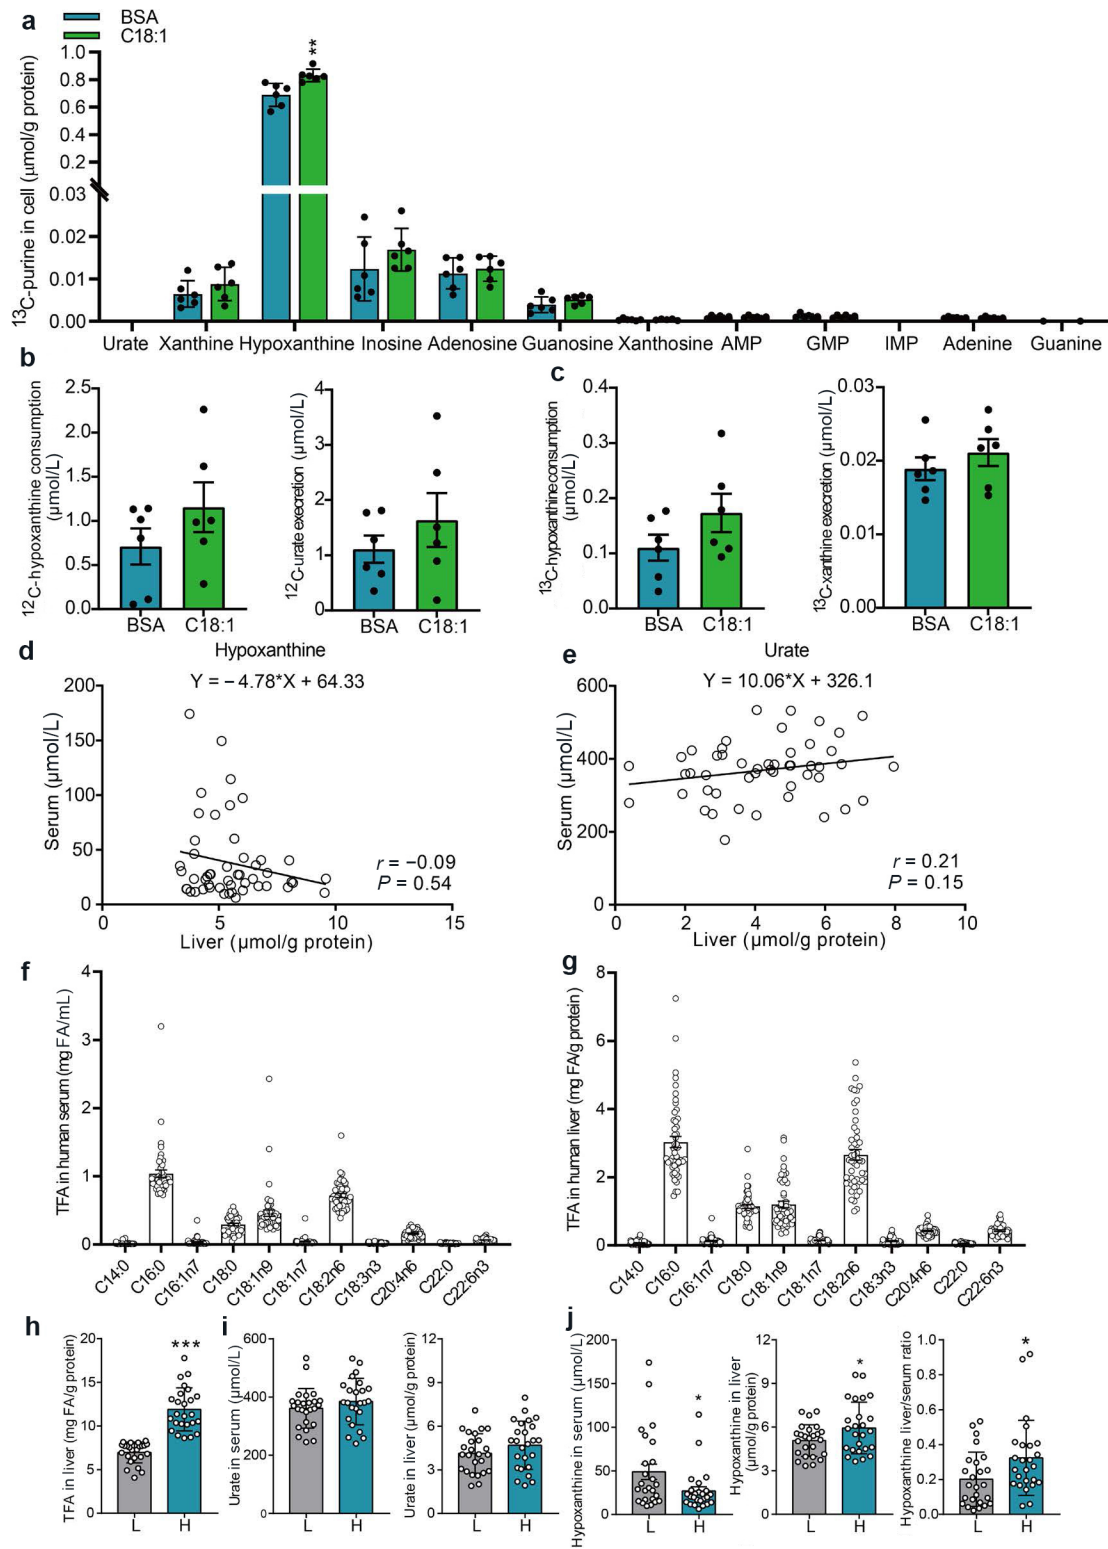 a
BSA
C18:1
¹³C-purine in cell (µmol/g protein)
1.0
0.8
0.6
0.4
0.2
0.03
0.02
0.01
0.00
**
Urate Xanthine Hypoxanthine Inosine Adenosine Guanosine Xanthosine AMP GMP IMP Adenine Guanine
b
¹²C-hypoxanthine consumption
(µmol/L)
2.5
2.0
1.5
1.0
0.5
0.0
BSA C18:1
¹²C-urate execretion (µmol/L)
4
3
2
1
0
BSA C18:1
c
¹³C-hypoxanthine consumption
(µmol/L)
0.4
0.3
0.2
0.1
0.0
BSA C18:1
¹³C-xanthine execretion (µmol/L)
0.03
0.02
0.01
0.00
BSA C18:1
d
Hypoxanthine
Y = −4.78*X + 64.33
Serum (µmol/L)
200
150
100
50
0
r = −0.09
P = 0.54
0 5 10 15
Liver (µmol/g protein)
e
Urate
Y = 10.06*X + 326.1
Serum (µmol/L)
600
400
200
0
r = 0.21
P = 0.15
0 2 4 6 8 10
Liver (µmol/g protein)
f
TFA in human serum (mg FA/mL)
4
3
2
1
0
C14:0 C16:0 C16:1n7 C18:0 C18:1n9 C18:1n7 C18:2n6 C18:3n3 C20:4n6 C22:0 C22:6n3
g
TFA in human liver (mg FA/g protein)
8
6
4
2
0
C14:0 C16:0 C16:1n7 C18:0 C18:1n9 C18:1n7 C18:2n6 C18:3n3 C20:4n6 C22:0 C22:6n3
h
TFA in liver (mg FA/g protein)
20
15
10
5
0
***
L H
i
Urate in serum (µmol/L)
600
400
200
0
L H
Urate in liver (µmol/g protein)
12
9
6
3
0
L H
j
Hypoxanthine in serum (µmol/L)
200
150
100
50
0
*
L H
Hypoxanthine in liver
(µmol/g protein)
12
9
6
3
0
*
L H
Hypoxanthine liver/serum ratio
1.0
0.8
0.6
0.4
0.2
0.0
*
L H